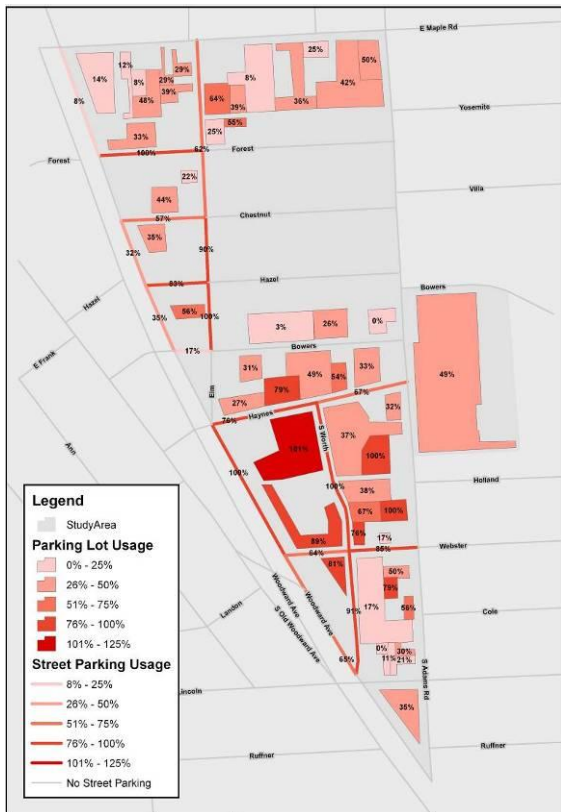 E Maple Rd
25%
50%
12%
29%
14%
8%
29%
8%
42%
39%
48%
64%
39%
36%
8%
Yosemite
55%
33%
25%
100%
62%
Forest
Forest
22%
Villa
44%
57%
Chestnut
35%
90%
32%
Hazel
53%
Hazel
Bowers
35%
56%
100%
3%
26%
0%
17%
Bowers
E Frank
31%
49%
33%
49%
54%
Elm
79%
67%
27%
32%
Haynes
76%
S Worth
37%
Ann
101%
100%
100%
100%
Holland
38%
67%
100%
76%
89%
17%
Webster
54%
85%
50%
75%
Woodward Ave
Woodward Ave
91%
17%
56%
Cole
Landon
S Old Woodward Ave
0%
30%
65%
11%
21%
S Adams Rd
Lincoln
35%
Ruffner
Ruffner
Legend
StudyArea
Parking Lot Usage
0% - 25%
26% - 50%
51% - 75%
76% - 100%
101% - 125%
Street Parking Usage
8% - 25%
26% - 50%
51% - 75%
76% - 100%
101% - 125%
No Street Parking